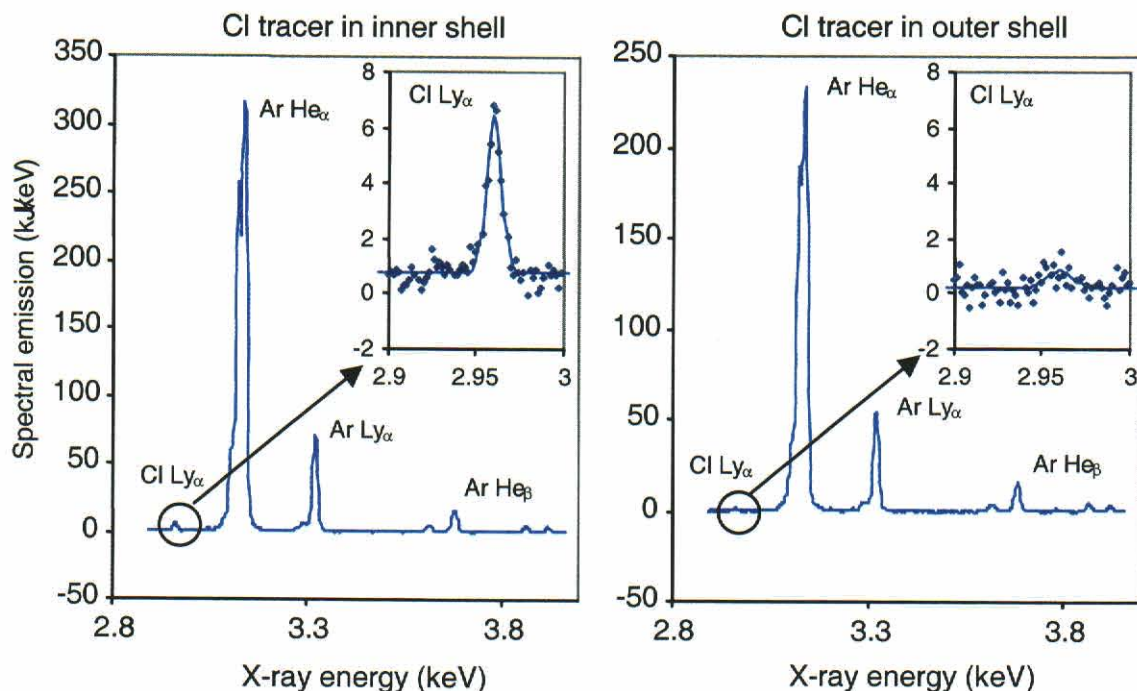 Cl tracer in inner shell
350
300
250
200
150
100
50
0
-50
Spectral emission (kJ/keV)
2.8
3.3
3.8
X-ray energy (keV)
Ar Heα
Ar Lyα
Ar Heβ
Cl Lyα
Cl Lyα
8
6
4
2
0
-2
2.9
2.95
3
Cl tracer in outer shell
250
200
150
100
50
0
-50
2.8
3.3
3.8
X-ray energy (keV)
Ar Heα
Ar Lyα
Ar Heβ
Cl Lyα
Cl Lyα
8
6
4
2
0
-2
2.9
2.95
3